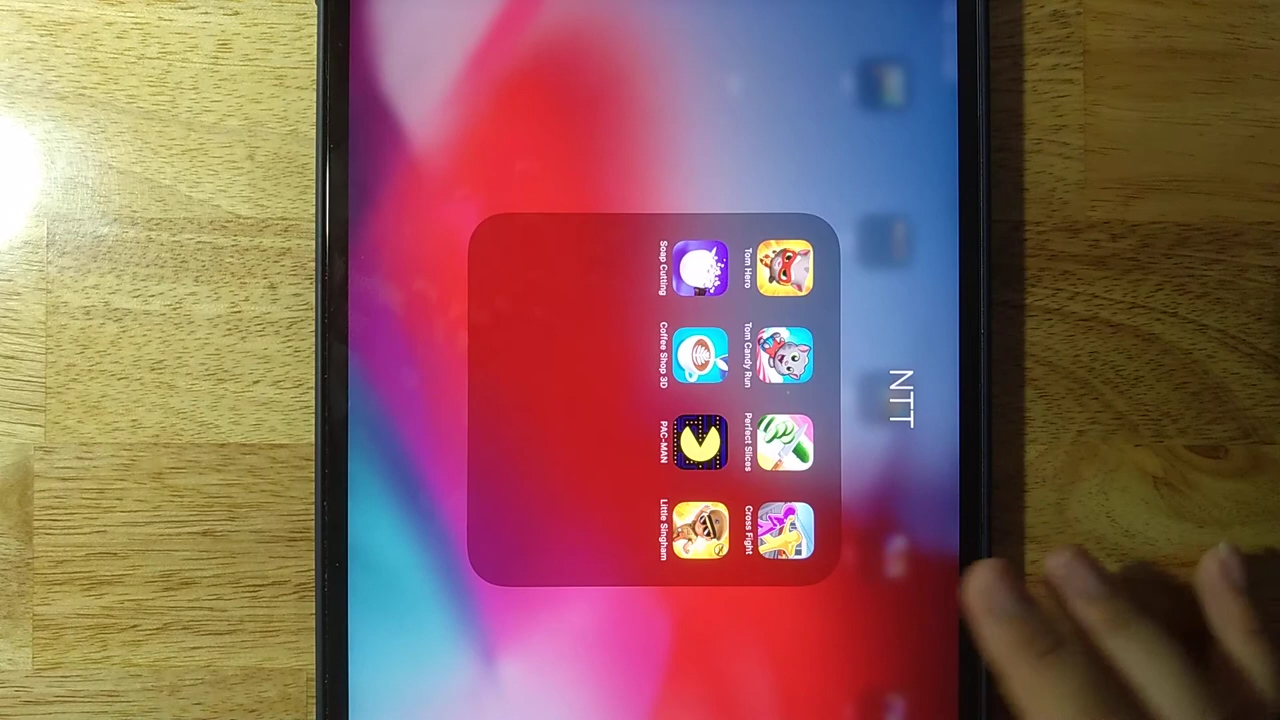 NTT
Tom Hero
Tom Candy Run
Perfect Slices
Cross Fight
Soap Cutting
Coffee Shop 3D
PAC-MAN
Little Singham